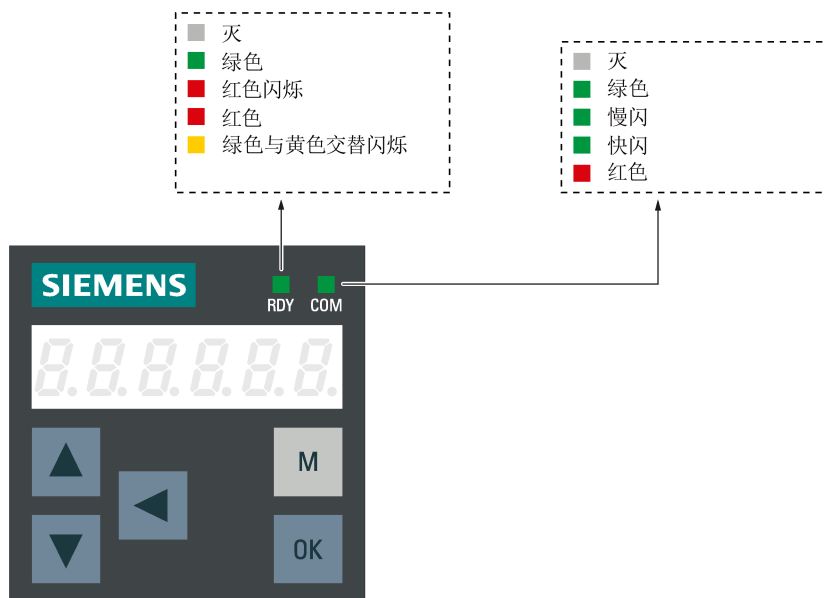 灭
绿色
红色闪烁
红色
绿色与黄色交替闪烁
灭
绿色
慢闪
快闪
红色
SIEMENS
RDY COM
8.8.8.8.8.8.
M
OK